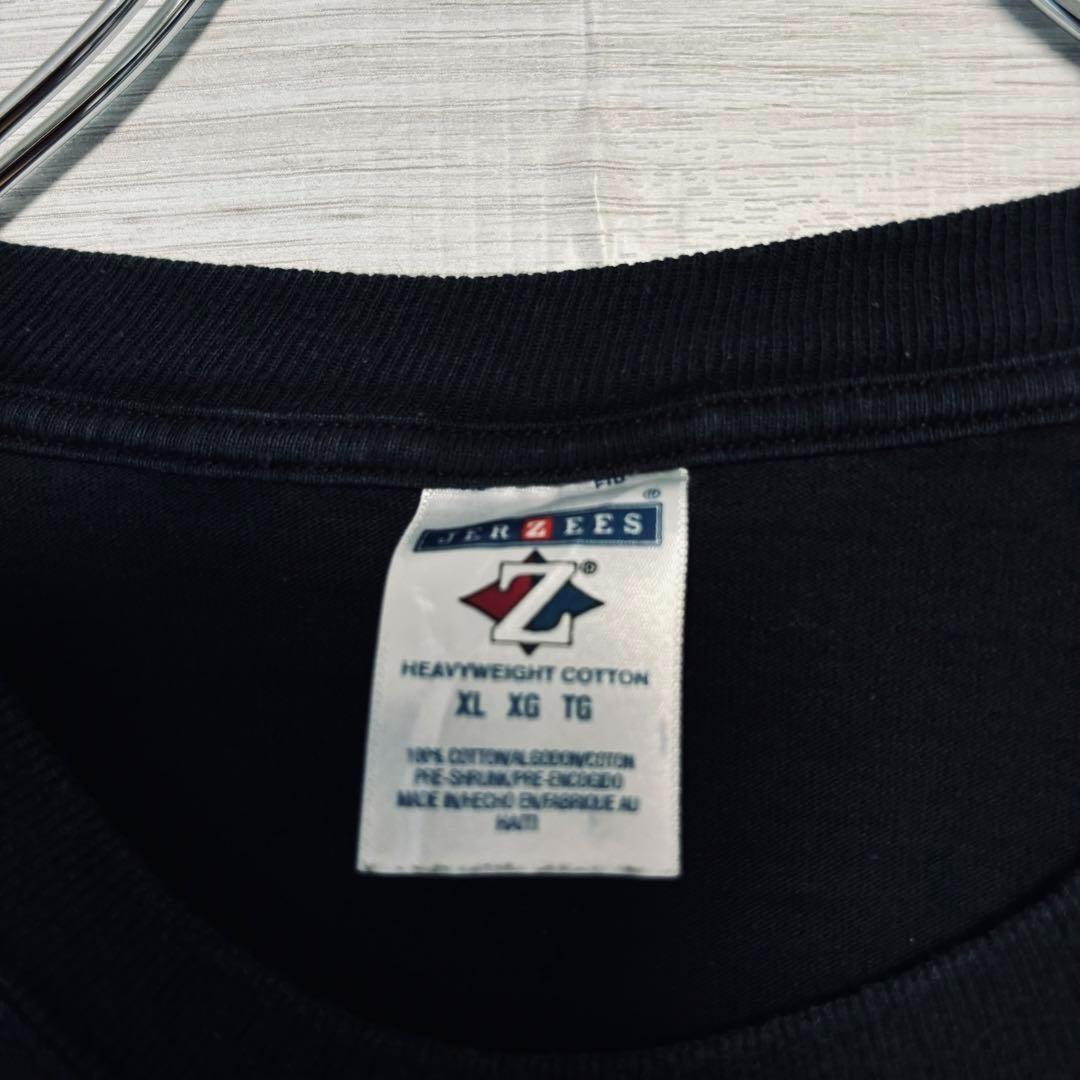 JERZEES ®
Z ®
HEAVYWEIGHT COTTON
XL XG TG
100% COTTON/ALGODON/COTON
PRE-SHRUNK/PRE-ENCOGIDO
MADE IN/HECHO EN/FABRIQUE AU
HAITI